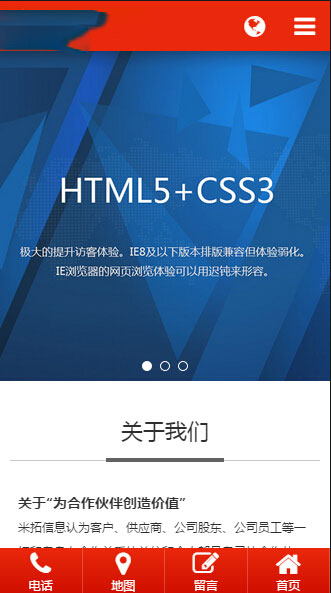 HTML5+CSS3
极大的提升访客体验。IE8及以下版本排版兼容但体验弱化。
IE浏览器的网页浏览体验可以用迟钝来形容。
关于我们
关于“为合作伙伴创造价值”
米拓信息认为客户、供应商、公司股东、公司员工等一
电话
地图
留言
首页